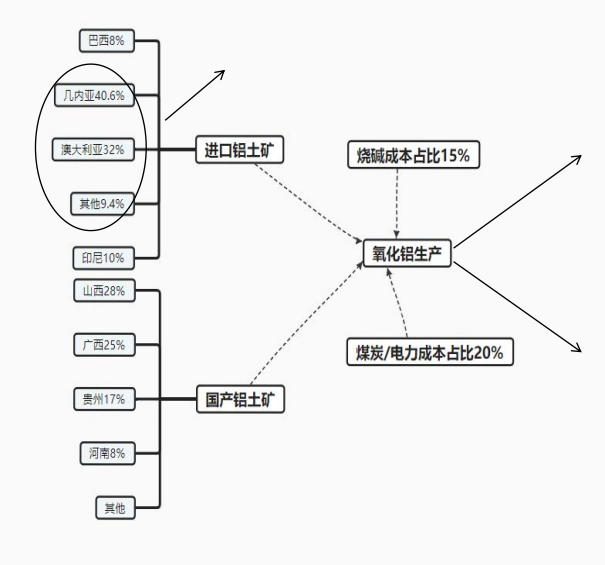 巴西8%
几内亚40.6%
澳大利亚32%
其他9.4%
印尼10%
进口铝土矿
山西28%
广西25%
贵州17%
河南8%
其他
国产铝土矿
烧碱成本占比15%
氧化铝生产
煤炭/电力成本占比20%